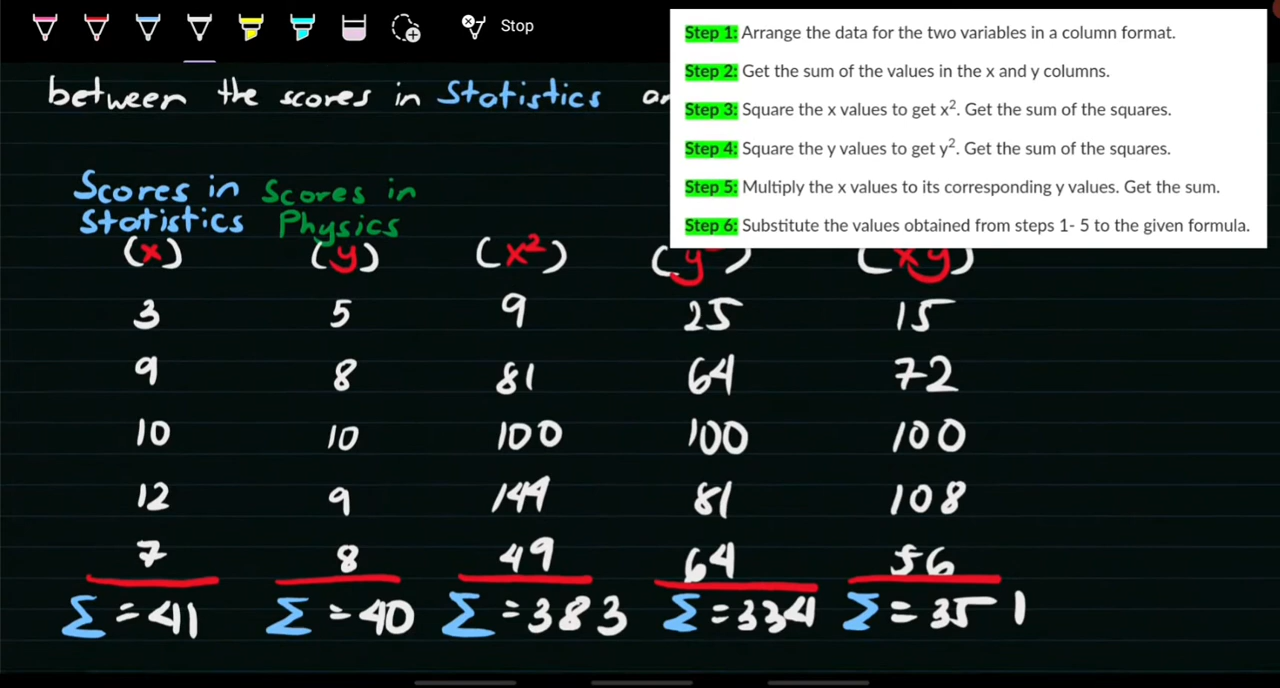 Stop
Step 1: Arrange the data for the two variables in a column format.
Step 2: Get the sum of the values in the x and y columns.
Step 3: Square the x values to get x². Get the sum of the squares.
Step 4: Square the y values to get y². Get the sum of the squares.
Step 5: Multiply the x values to its corresponding y values. Get the sum.
Step 6: Substitute the values obtained from steps 1- 5 to the given formula.
between the scores in Statistics
Scores in Scores in
Statistics Physics
(x) (y) (x²) (y²) (xy)
3 5 9 25 15
9 8 81 64 72
10 10 100 100 100
12 9 144 81 108
7 8 49 64 56
Σ = 41 Σ = 40 Σ = 383 Σ = 334 Σ = 351